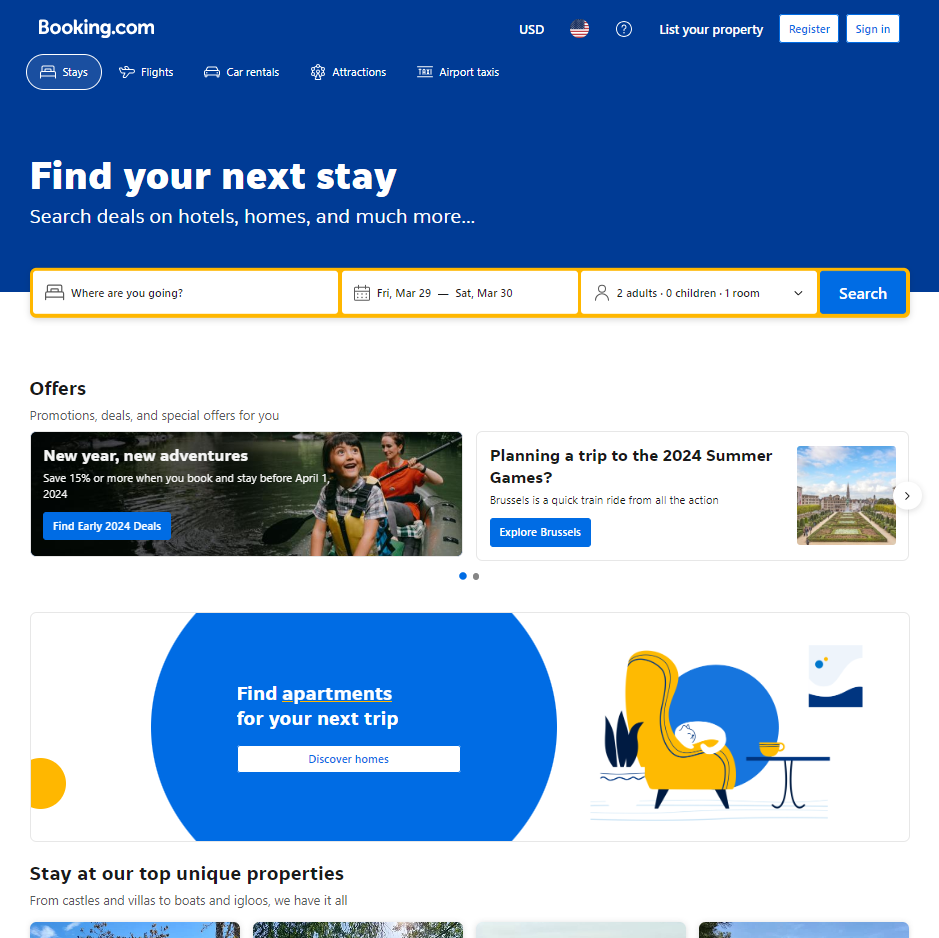 Booking.com
USD
List your property
Register
Sign in
Stays
Flights
Car rentals
Attractions
TAXI
Airport taxis
Find your next stay
Search deals on hotels, homes, and much more...
Where are you going?
Fri, Mar 29 — Sat, Mar 30
2 adults · 0 children · 1 room
Search
Offers
Promotions, deals, and special offers for you
New year, new adventures
Save 15% or more when you book and stay before April 1,
2024
Find Early 2024 Deals
Planning a trip to the 2024 Summer
Games?
Brussels is a quick train ride from all the action
Explore Brussels
Find apartments
for your next trip
Discover homes
Stay at our top unique properties
From castles and villas to boats and igloos, we have it all